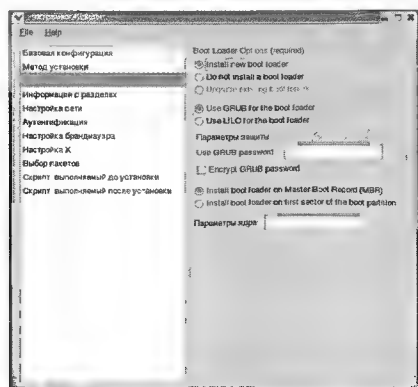 File Help
Базовая конфигурация
Метод установки
Информация о разделах
Настройка сети
Аутентификация
Настройка брандмауэра
Настройка X
Выбор пакетов
Скрипт выполняемый до установки
Скрипт выполняемый после установки
Boot Loader Options (required)
Install new boot loader
Do not install a boot loader
Upgrade existing boot loader
Use GRUB for the boot loader
Use LILO for the boot loader
Параметры защиты
Use GRUB password
Encrypt GRUB password
Install boot loader on Master Boot Record (MBR)
Install boot loader on first sector of the boot partition
Параметры ядра